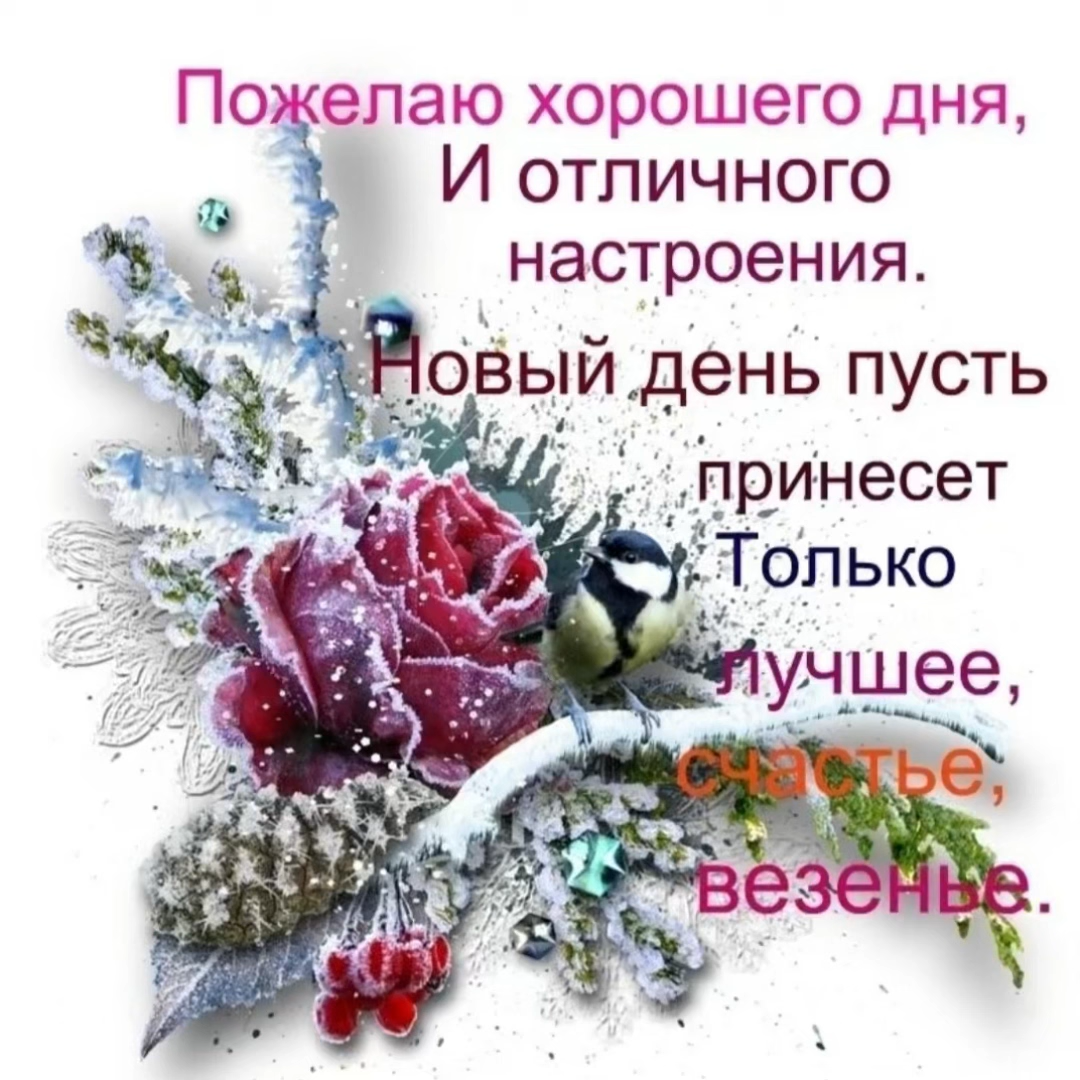 Пожелаю хорошего дня,
И отличного
настроения.
Новый день пусть
принесет
Только
лучшее,
счастье,
везенье.